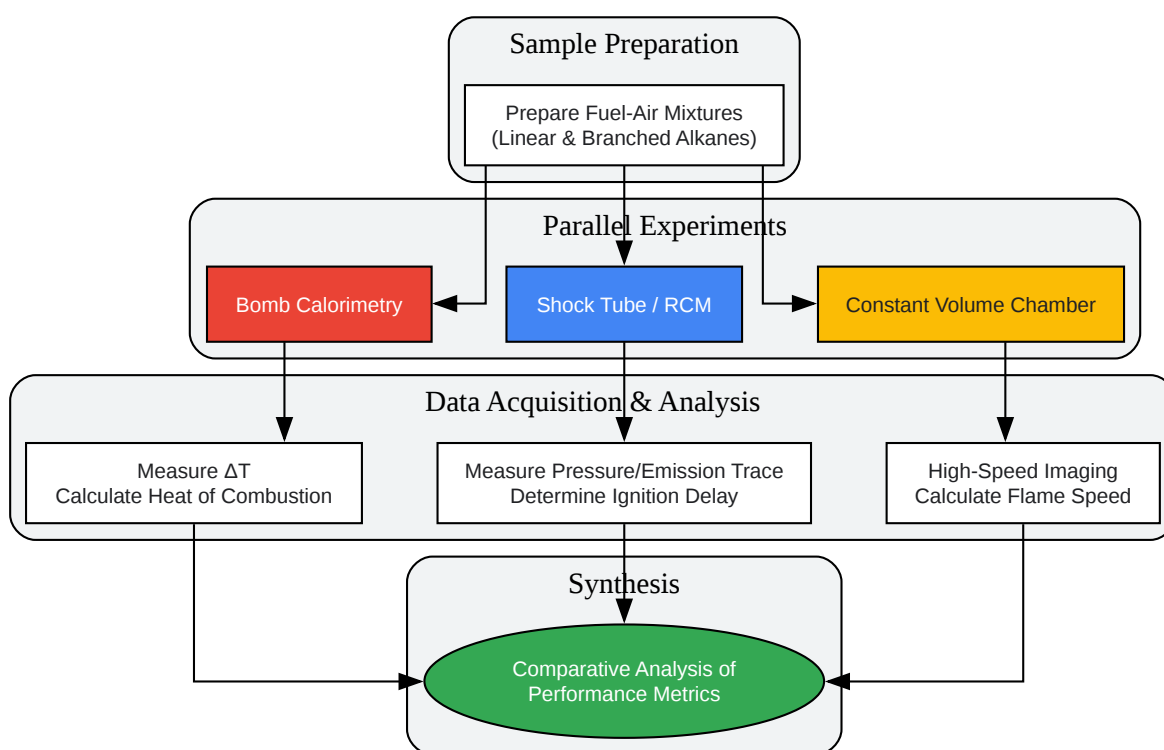 Sample Preparation
Prepare Fuel-Air Mixtures
(Linear & Branched Alkanes)
Parallel Experiments
Bomb Calorimetry
Shock Tube / RCM
Constant Volume Chamber
Data Acquisition & Analysis
Measure ΔT
Calculate Heat of Combustion
Measure Pressure/Emission Trace
Determine Ignition Delay
High-Speed Imaging
Calculate Flame Speed
Synthesis
Comparative Analysis of
Performance Metrics